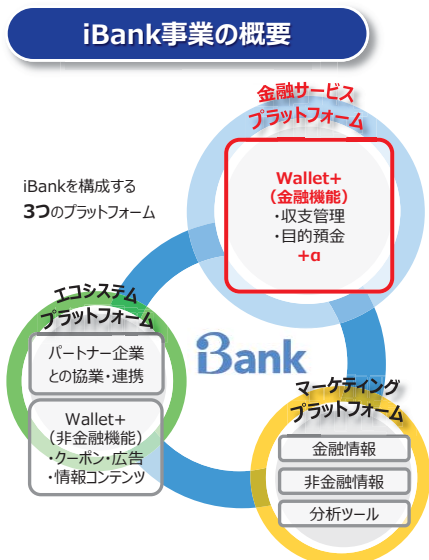 iBank事業の概要
金融サービス
プラットフォーム
Wallet+
（金融機能）
・収支管理
・目的預金
+α
iBankを構成する
3つのプラットフォーム
エコシステム
プラットフォーム
パートナー企業
との協業・連携
Wallet+
（非金融機能）
・クーポン・広告
・情報コンテンツ
iBank
マーケティング
プラットフォーム
金融情報
非金融情報
分析ツール